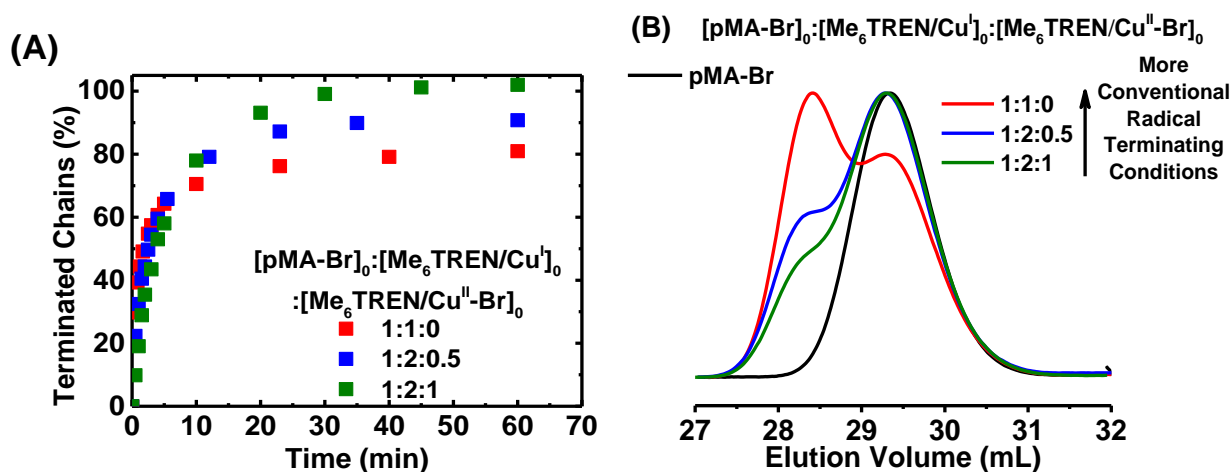 (A)
Terminated Chains (%)
100
80
60
40
20
0
0 10 20 30 40 50 60 70
Time (min)
[pMA-Br]₀:[Me₆TREN/Cuᴵ]₀
:[Me₆TREN/Cuᴵᴵ-Br]₀
1:1:0
1:2:0.5
1:2:1
(B)
[pMA-Br]₀:[Me₆TREN/Cuᴵ]₀:[Me₆TREN/Cuᴵᴵ-Br]₀
pMA-Br
1:1:0
1:2:0.5
1:2:1
More
Conventional
Radical
Terminating
Conditions
27 28 29 30 31 32
Elution Volume (mL)